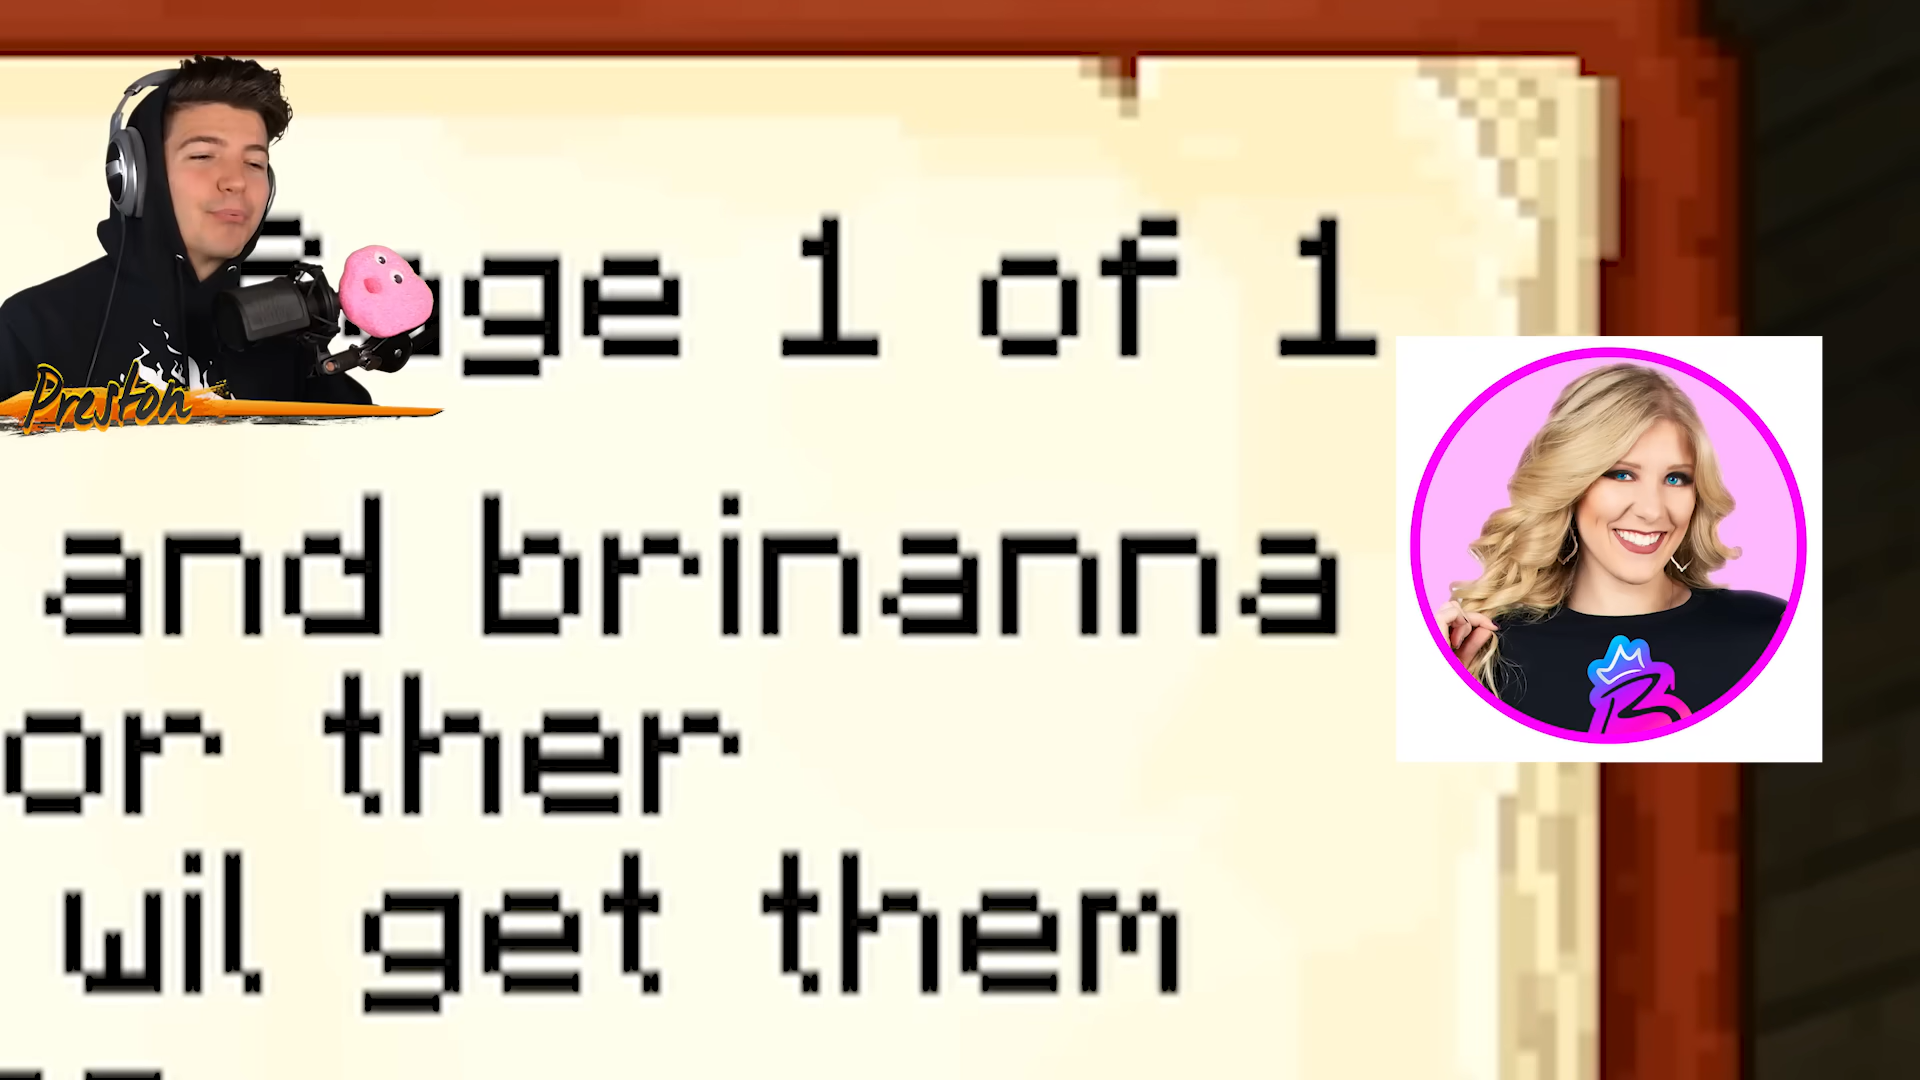 Preston
Page 1 of 1
and brinanna
or ther
wil get them
B